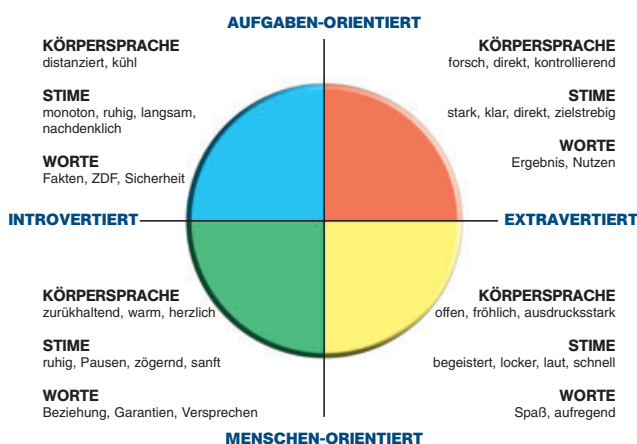 AUFGABEN-ORIENTIERT
KÖRPERSPRACHE
distanziert, kühl
STIME
monoton, ruhig, langsam,
nachdenklich
WORTE
Fakten, ZDF, Sicherheit
KÖRPERSPRACHE
forsch, direkt, kontrollierend
STIME
stark, klar, direkt, zielstrebig
WORTE
Ergebnis, Nutzen
INTROVERTIERT
EXTRAVERTIERT
KÖRPERSPRACHE
zurükhaltend, warm, herzlich
STIME
ruhig, Pausen, zögernd, sanft
WORTE
Beziehung, Garantien, Versprechen
KÖRPERSPRACHE
offen, fröhlich, ausdrucksstark
STIME
begeistert, locker, laut, schnell
WORTE
Spaß, aufregend
MENSCHEN-ORIENTIERT